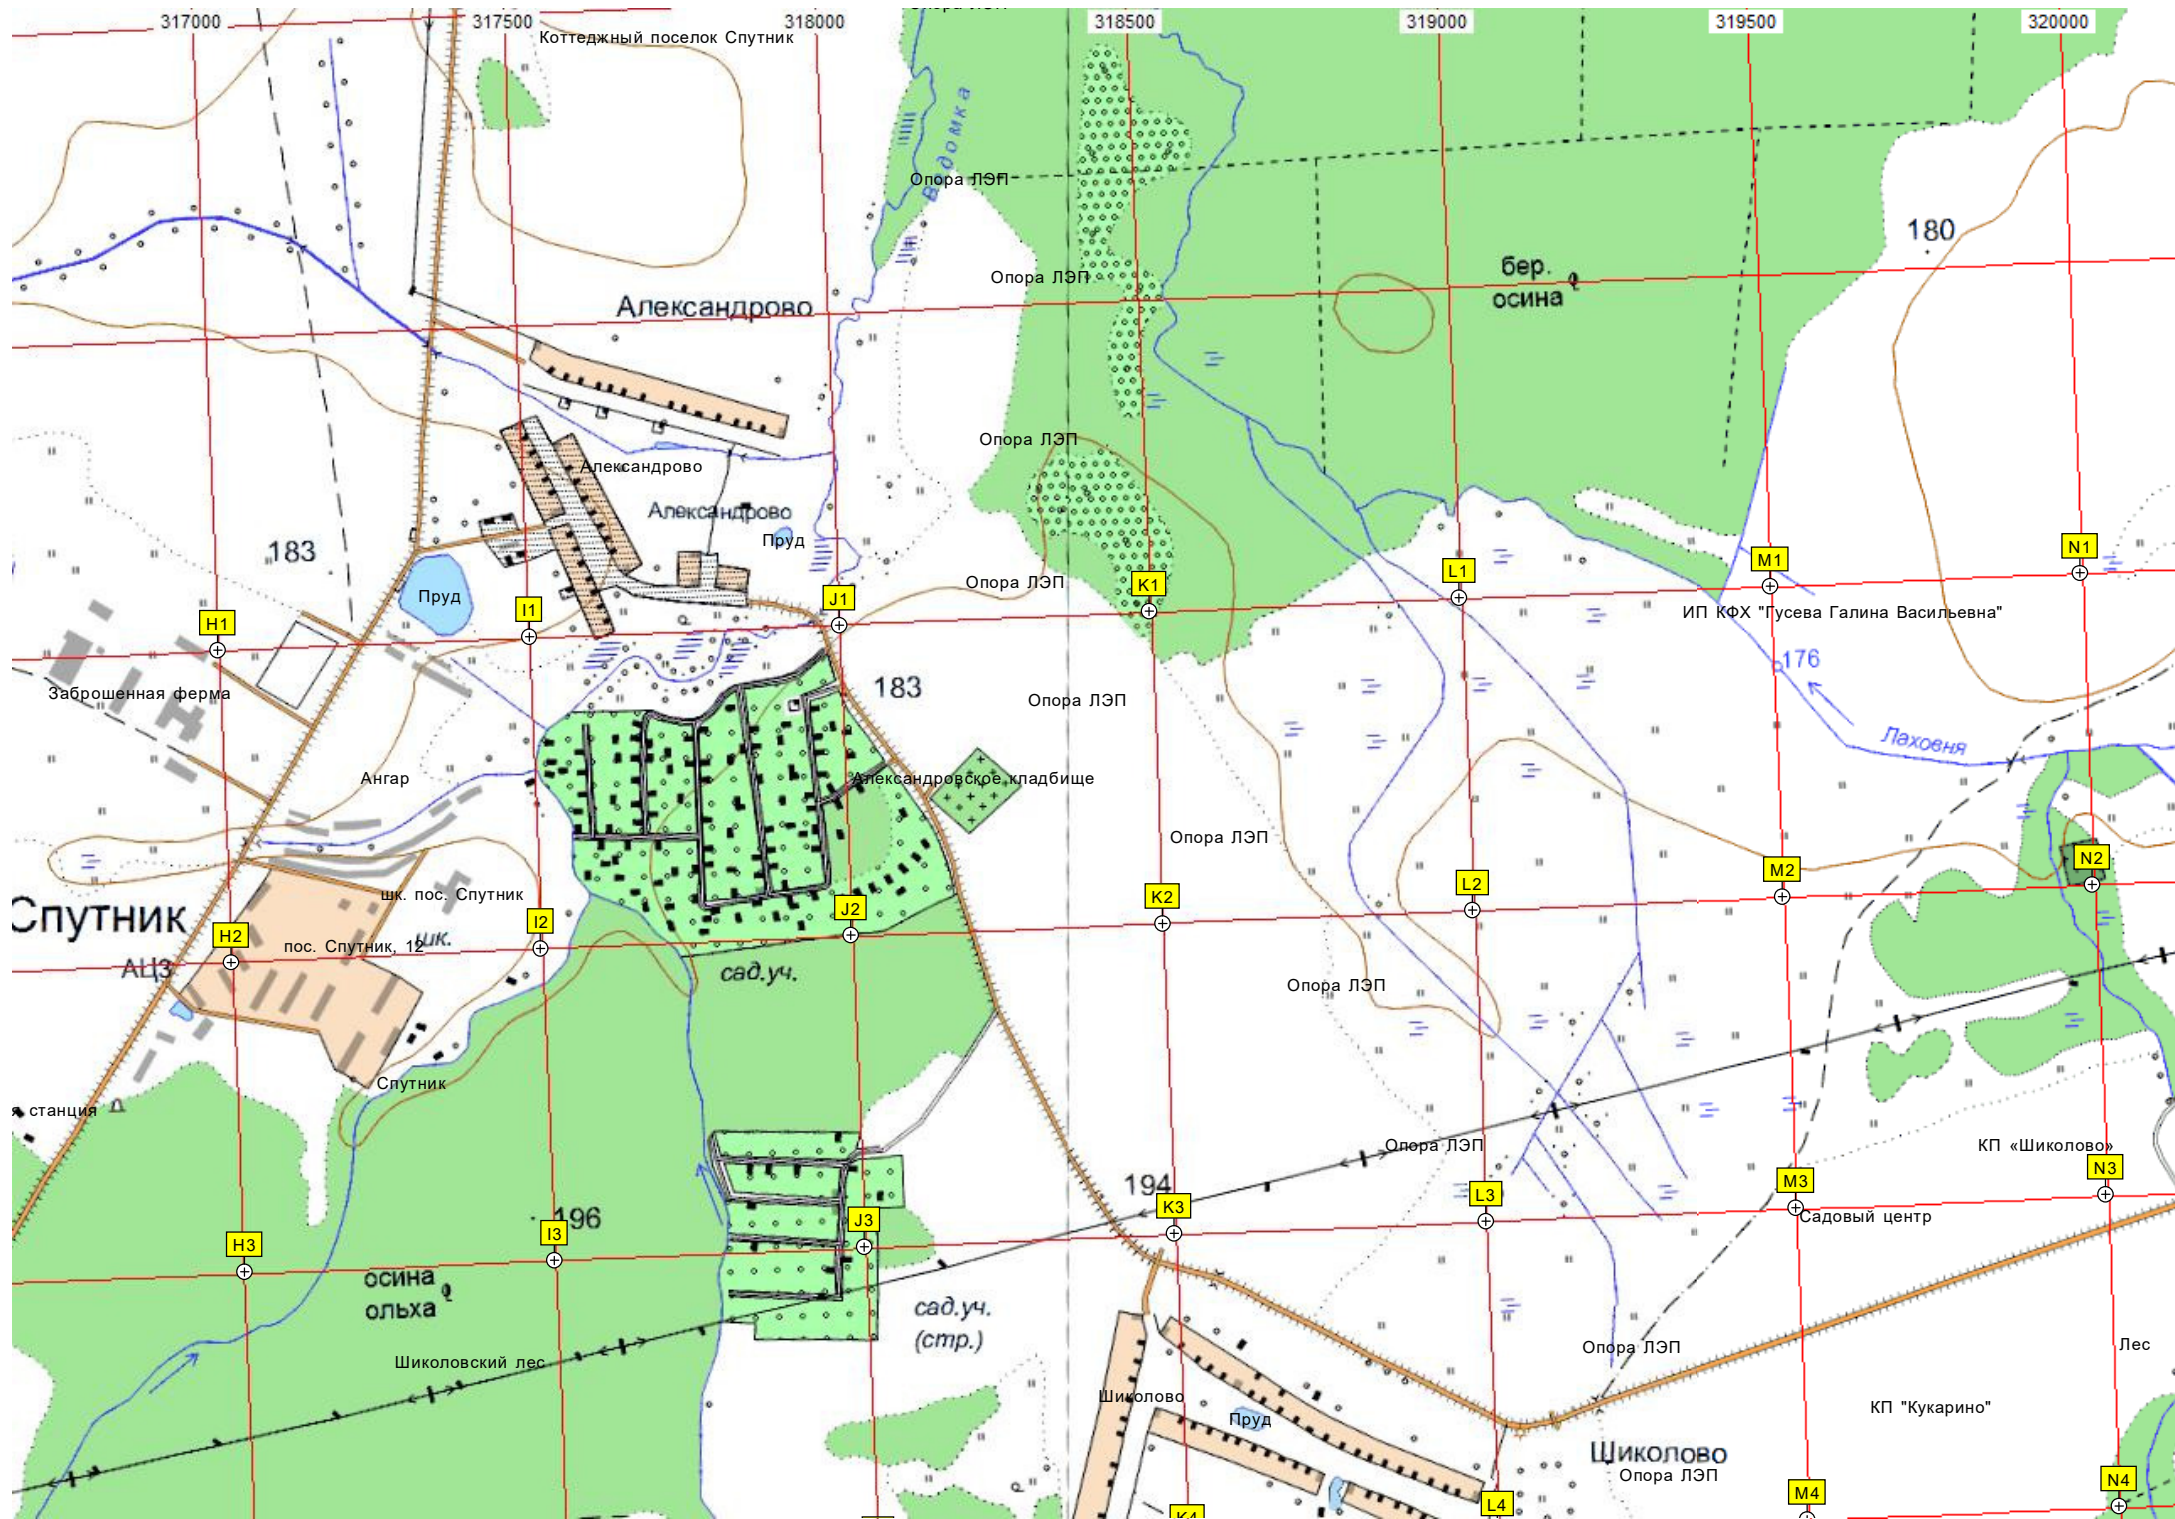 Опора ЛЭП
317000
317500
318000
318500
319000
319500
320000
Коттеджный поселок Спутник
Вядомка
Опора ЛЭП
180
Опора ЛЭП
бер.
осина
Александрово
Опора ЛЭП
Александрово
Александрово
Пруд
183
Опора ЛЭП
Пруд
N1
M1
L1
K1
J1
I1
H1
ИП КФХ "Гусева Галина Васильевна"
176
183
Заброшенная ферма
Опора ЛЭП
Лаховня
Ангар
Александровское кладбище
Опора ЛЭП
N2
M2
L2
K2
J2
I2
H2
шк. пос. Спутник
Спутник
шк.
пос. Спутник, 12
АЦЗ
сад.уч.
Опора ЛЭП
Спутник
я станция
Опора ЛЭП
КП «Шиколово»
N3
M3
L3
K3
J3
I3
H3
194
196
Садовый центр
осина
ольха
сад.уч.
(стр.)
Опора ЛЭП
Лес
Шиколовский лес
Шиколово
Пруд
КП "Кукарино"
Шиколово
Опора ЛЭП
N4
M4
L4
K4